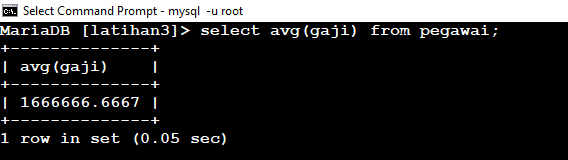 Select Command Prompt - mysql -u root
MariaDB [latihan3]> select avg(gaji) from pegawai;
+--------------+
| avg(gaji)    |
+--------------+
| 1666666.6667 |
+--------------+
1 row in set (0.05 sec)